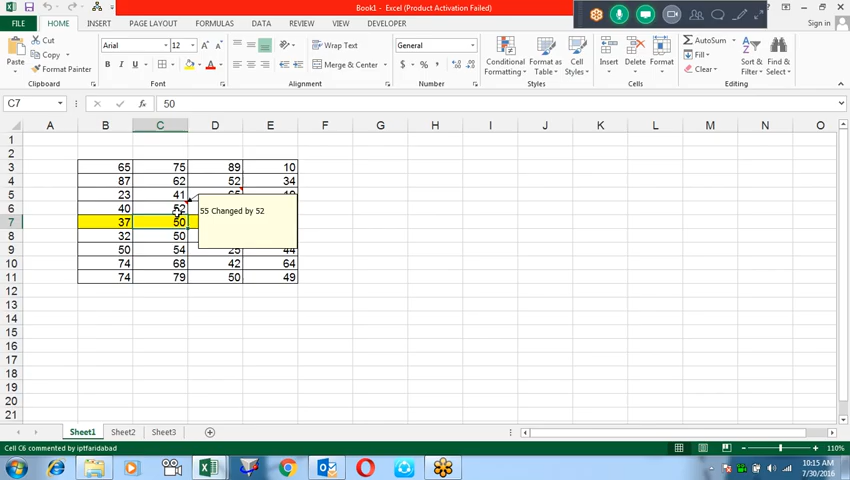 Book1 - Excel (Product Activation Failed)
FILE HOME INSERT PAGE LAYOUT FORMULAS DATA REVIEW VIEW DEVELOPER Sign in
Paste Cut Copy Format Painter
Clipboard
Arial 12
B I U
Font
Wrap Text
Merge & Center
Alignment
General
$ % ,
Number
Conditional Formatting Format as Table Cell Styles
Styles
Insert Delete Format
Cells
AutoSum Fill Clear
Sort & Filter Find & Select
Editing
C7 fx 50
A B C D E F G H I J K L M N O
1
2
3 65 75 89 10
4 87 62 52 34
5 23 41 65
6 40 52 55 Changed by 52
7 37 50
8 32 50
9 50 54 25 44
10 74 68 42 64
11 74 79 50 49
12
13
14
15
16
17
18
19
20
21
Sheet1 Sheet2 Sheet3
Cell C6 commented by iptfaridabad 110%
10:15 AM
7/30/2016